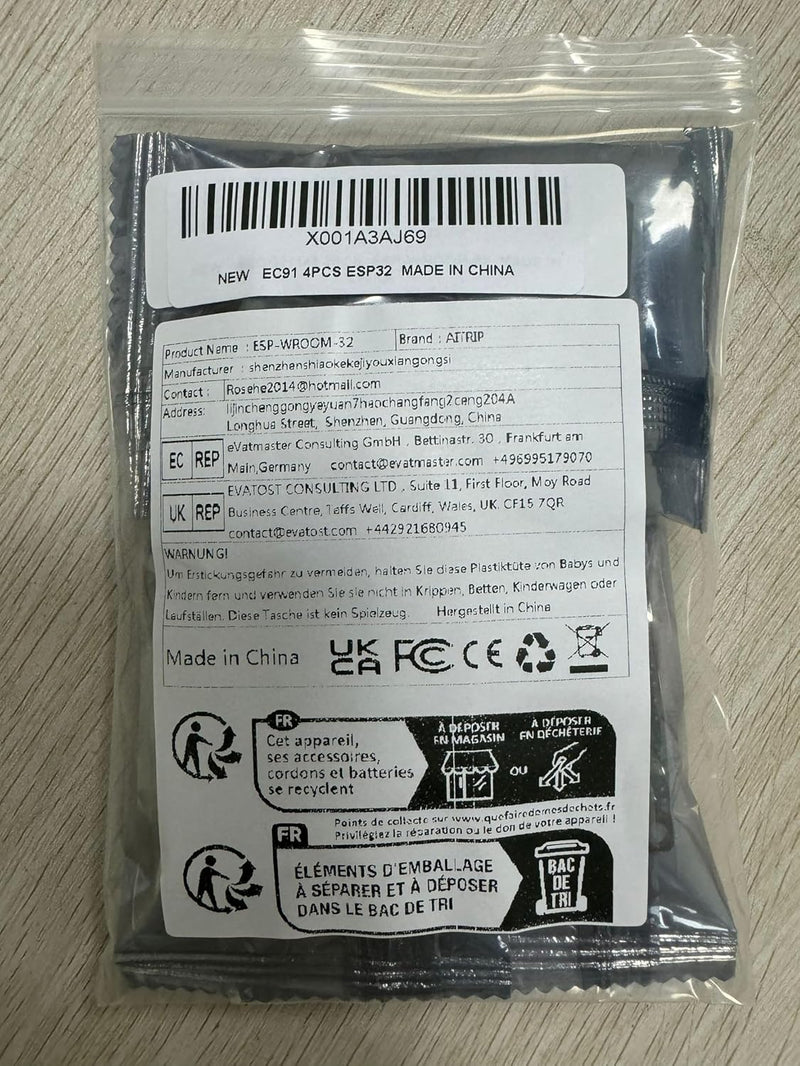 X001A3AJ69
NEW EC91 4PCS ESP32 MADE IN CHINA
Product Name : ESP-WROOM-32 Brand : AITRIP
Manufacturer : shenzhenshiaokekejiyouxiangongsi
Contact : Rosehe2014@hotmail.com
Address: lijinchenggongyeyuan7haochangfang2ceng204A
Longhua Street, Shenzhen, Guangdong, China
EC REP eVatmaster Consulting GmbH , Bettinastr. 30 , Frankfurt am
Main,Germany contact@evatmaster.com +496995179070
UK REP EVATOST CONSULTING LTD , Suite 11, First Floor, Moy Road
Business Centre, Taffs Well, Cardiff, Wales, UK. CF15 7QR
contact@evatost.com +442921680945
WARNUNG!
Um Erstickungsgefahr zu vermeiden, halten Sie diese Plastiktüte von Babys und
Kindern fern und verwenden Sie sie nicht in Krippen, Betten, Kinderwagen oder
Laufställen. Diese Tasche ist kein Spielzeug. Hergestellt in China
Made in China UK CA FCC CE
FR
Cet appareil,
ses accessoires,
cordons et batteries
se recyclent
À DÉPOSER
EN MAGASIN
OU
À DÉPOSER
EN DÉCHÈTERIE
Points de collecte sur www.quefairedemesdechets.fr
Privilégiez la réparation ou le don de votre appareil !
FR
ÉLÉMENTS D'EMBALLAGE
À SÉPARER ET À DÉPOSER
DANS LE BAC DE TRI
BAC
DE
TRI